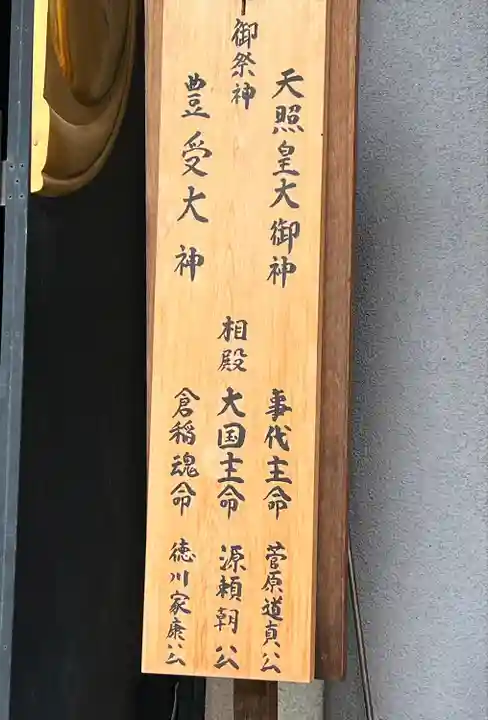 御祭神
天照皇大御神
豊受大神
相殿
事代主命
大国主命
倉稲魂命
菅原道真公
源頼朝公
徳川家康公